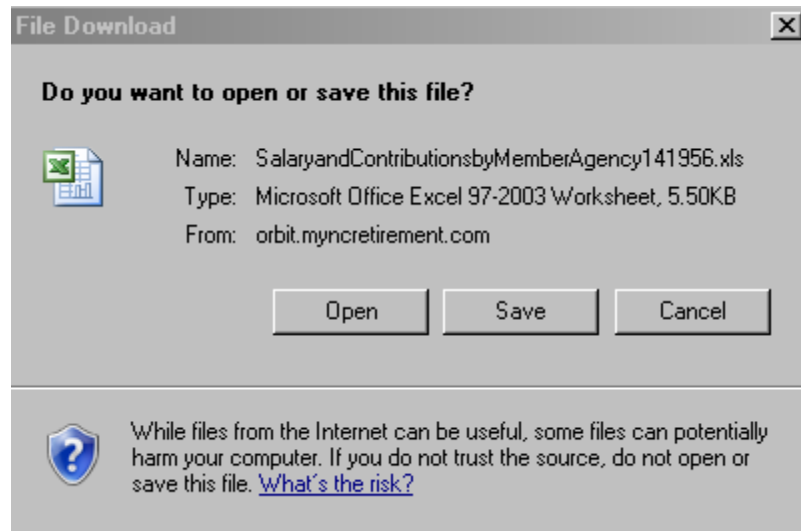 File Download
Do you want to open or save this file?
Name: SalaryandContributionsbyMemberAgency141956.xls
Type: Microsoft Office Excel 97-2003 Worksheet, 5.50KB
From: orbit.myncretirement.com
Open Save Cancel
While files from the Internet can be useful, some files can potentially
harm your computer. If you do not trust the source, do not open or
save this file. What's the risk?